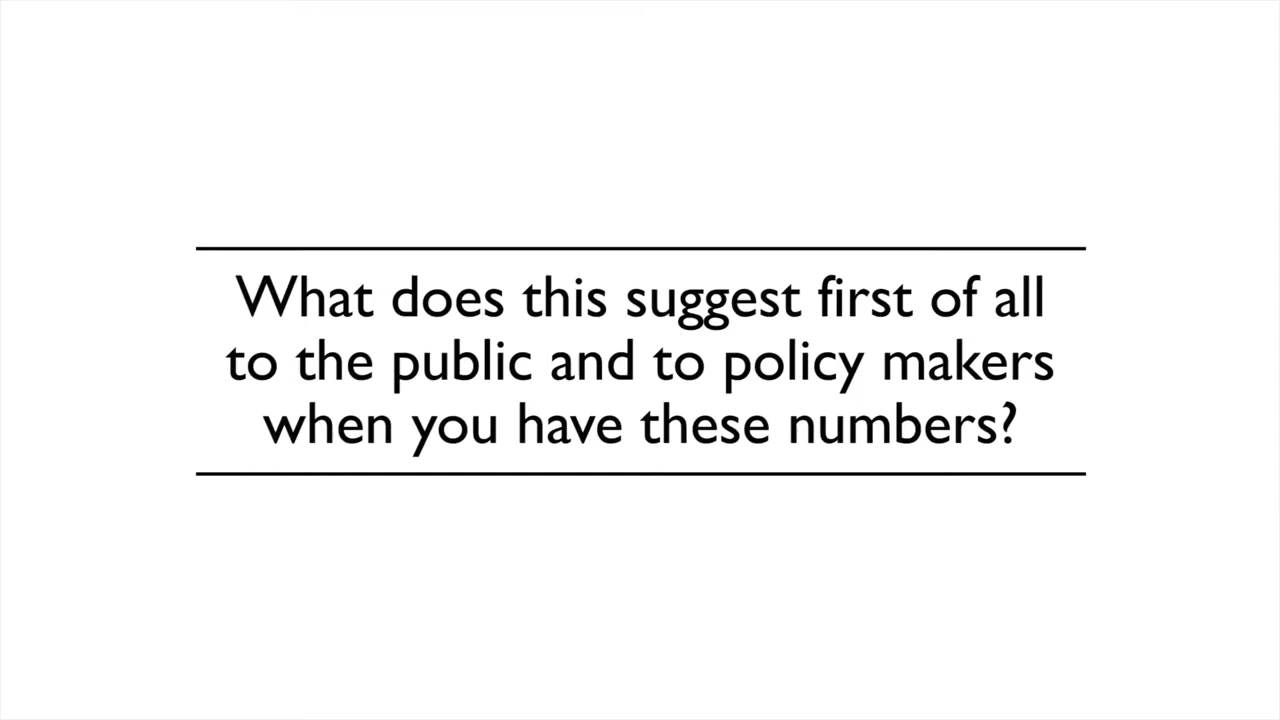 What does this suggest first of all
to the public and to policy makers
when you have these numbers?